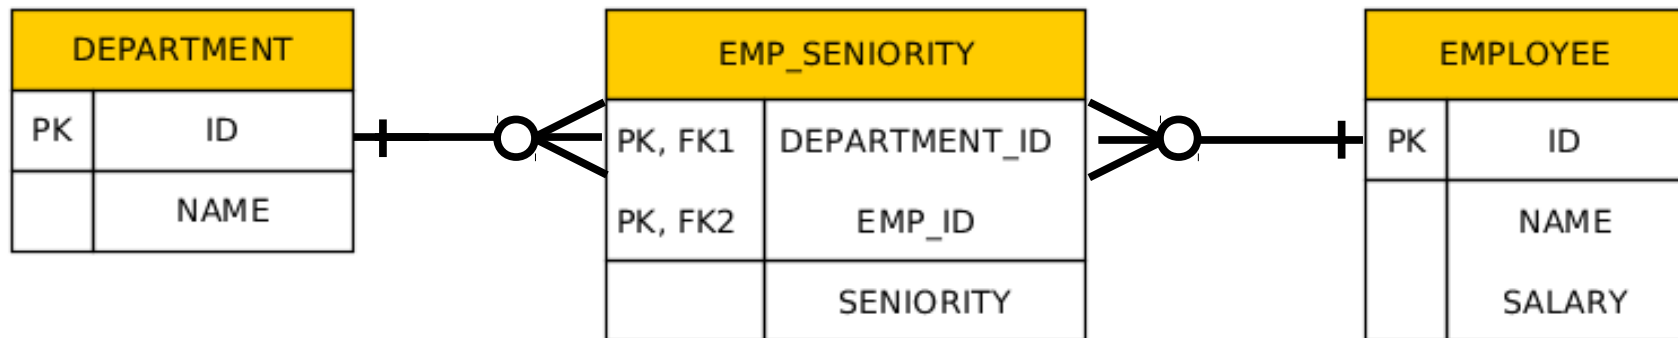 DEPARTMENT
PK ID
NAME
EMP_SENIORITY
PK, FK1 DEPARTMENT_ID
PK, FK2 EMP_ID
SENIORITY
EMPLOYEE
PK ID
NAME
SALARY